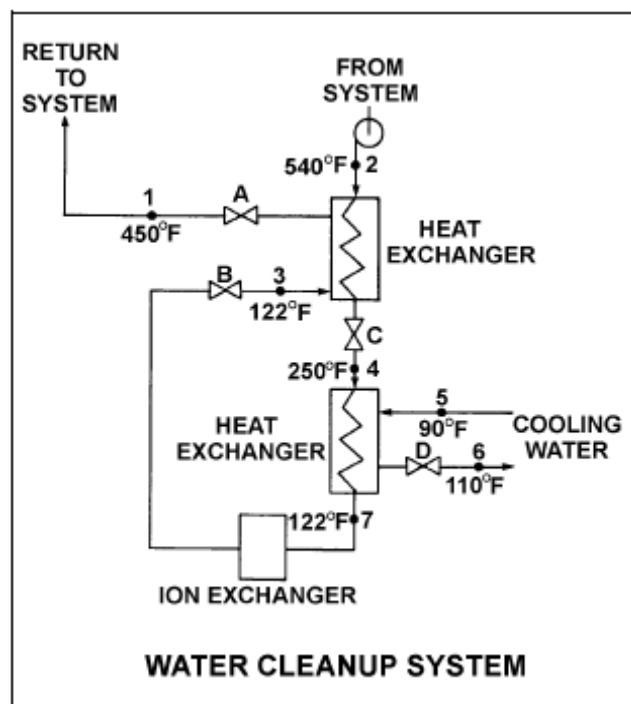 RETURN
TO
SYSTEM
FROM
SYSTEM
540°F 2
1
A
450°F
HEAT
EXCHANGER
B
3
122°F
C
250°F 4
HEAT
EXCHANGER
5
90°F
COOLING
WATER
D
6
110°F
122°F 7
ION EXCHANGER
WATER CLEANUP SYSTEM